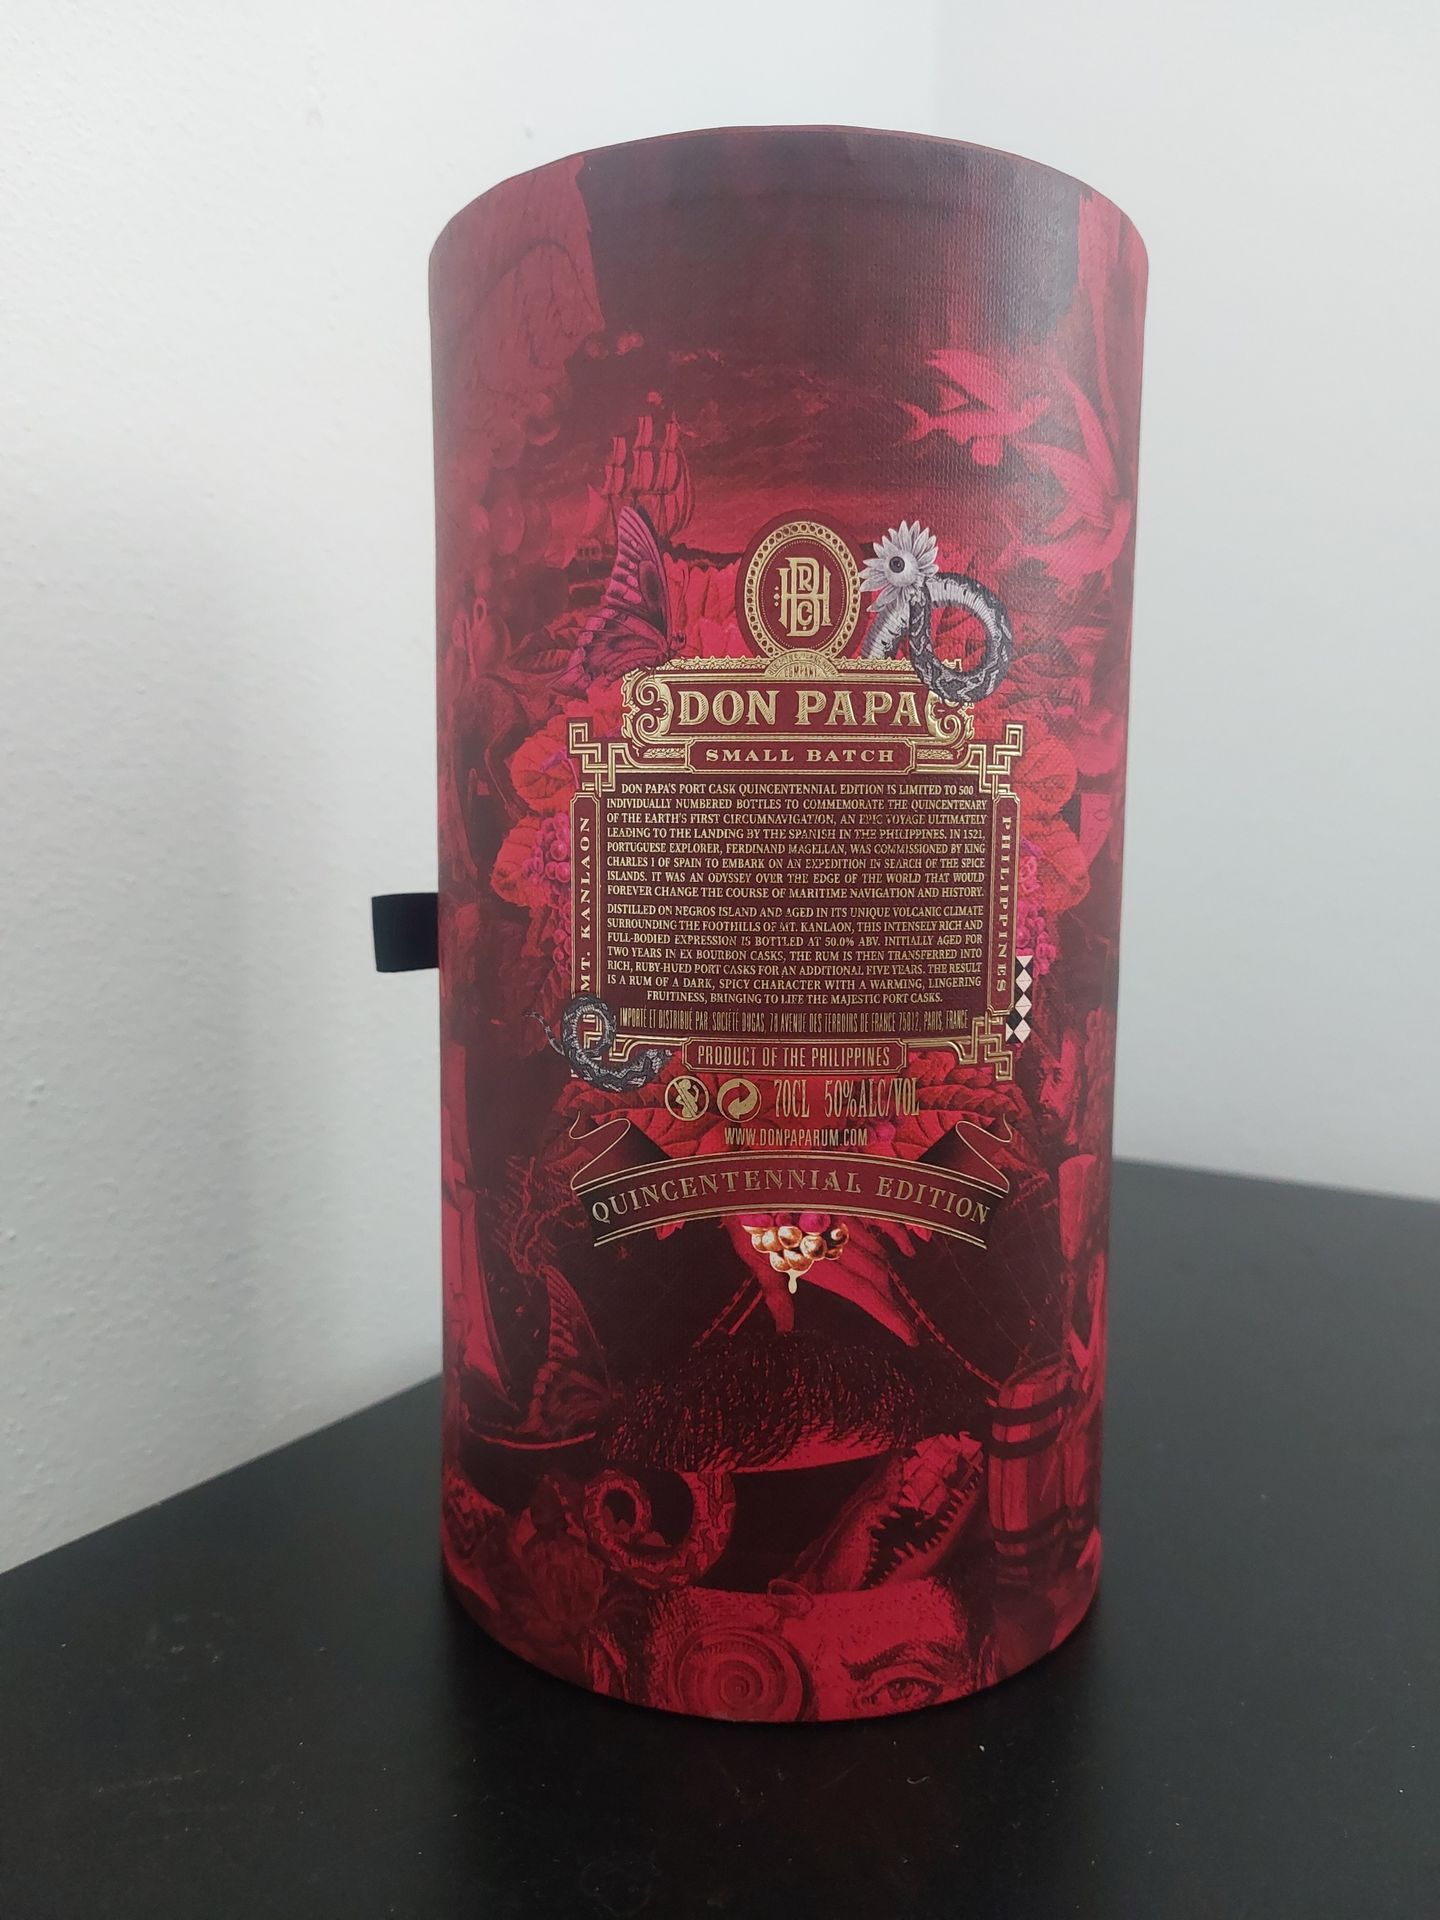 DON PAPA
SMALL BATCH
DON PAPA'S PORT CASK QUINCENTENNIAL EDITION IS LIMITED TO 500
INDIVIDUALLY NUMBERED BOTTLES TO COMMEMORATE THE QUINCENTENARY
OF THE EARTH'S FIRST CIRCUMNAVIGATION, AN EPIC VOYAGE ULTIMATELY
LEADING TO THE LANDING BY THE SPANISH IN THE PHILIPPINES. IN 1521,
PORTUGUESE EXPLORER, FERDINAND MAGELLAN, WAS COMMISSIONED BY KING
CHARLES I OF SPAIN TO EMBARK ON AN EXPEDITION IN SEARCH OF THE SPICE
ISLANDS. IT WAS AN ODYSSEY OVER THE EDGE OF THE WORLD THAT WOULD
FOREVER CHANGE THE COURSE OF MARITIME NAVIGATION AND HISTORY.
DISTILLED ON NEGROS ISLAND AND AGED IN ITS UNIQUE VOLCANIC CLIMATE
SURROUNDING THE FOOTHILLS OF MT. KANLAON, THIS INTENSELY RICH AND
FULL-BODIED EXPRESSION IS BOTTLED AT 50.0% ABV. INITIALLY AGED FOR
TWO YEARS IN EX BOURBON CASKS, THE RUM IS THEN TRANSFERRED INTO
RICH, RUBY-HUED PORT CASKS FOR AN ADDITIONAL FIVE YEARS. THE RESULT
IS A RUM OF A DARK, SPICY CHARACTER WITH A WARMING, LINGERING
FRUITINESS, BRINGING TO LIFE THE MAJESTIC PORT CASKS.
IMPORTÉ ET DISTRIBUÉ PAR SOCIÉTÉ DUGAS, 78 AVENUE DES TERROIRS DE FRANCE 75012, PARIS, FRANCE
MT. KANLAON
PHILIPPINES
PRODUCT OF THE PHILIPPINES
70CL 50%ALC/VOL
WWW.DONPAPARUM.COM
QUINCENTENNIAL EDITION